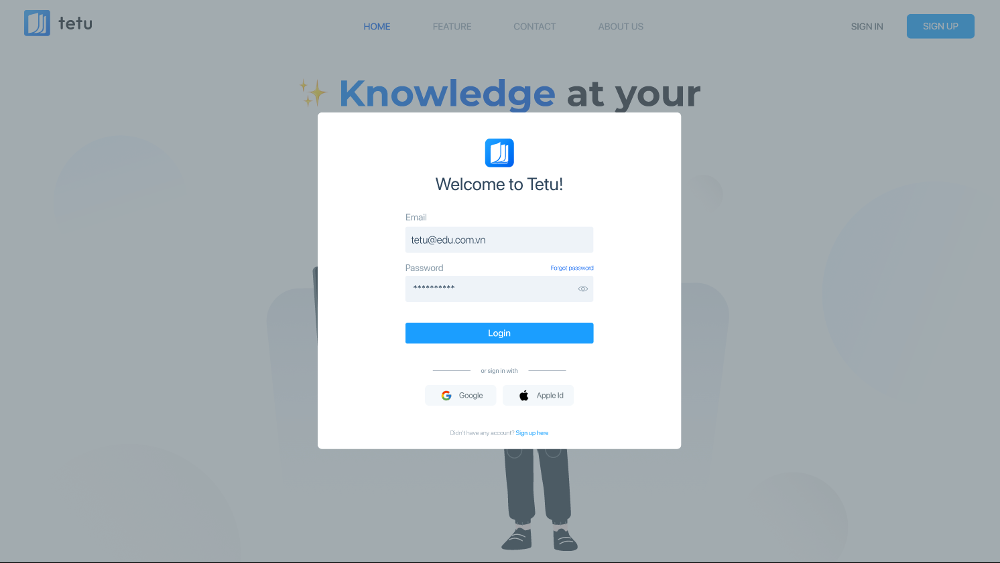 tetu
HOME FEATURE CONTACT ABOUT US SIGN IN SIGN UP
Knowledge at your
Welcome to Tetu!
Email
tetu@edu.com.vn
Password Forgot password
**********
Login
or sign in with
Google Apple Id
Didn't have any account? Sign up here